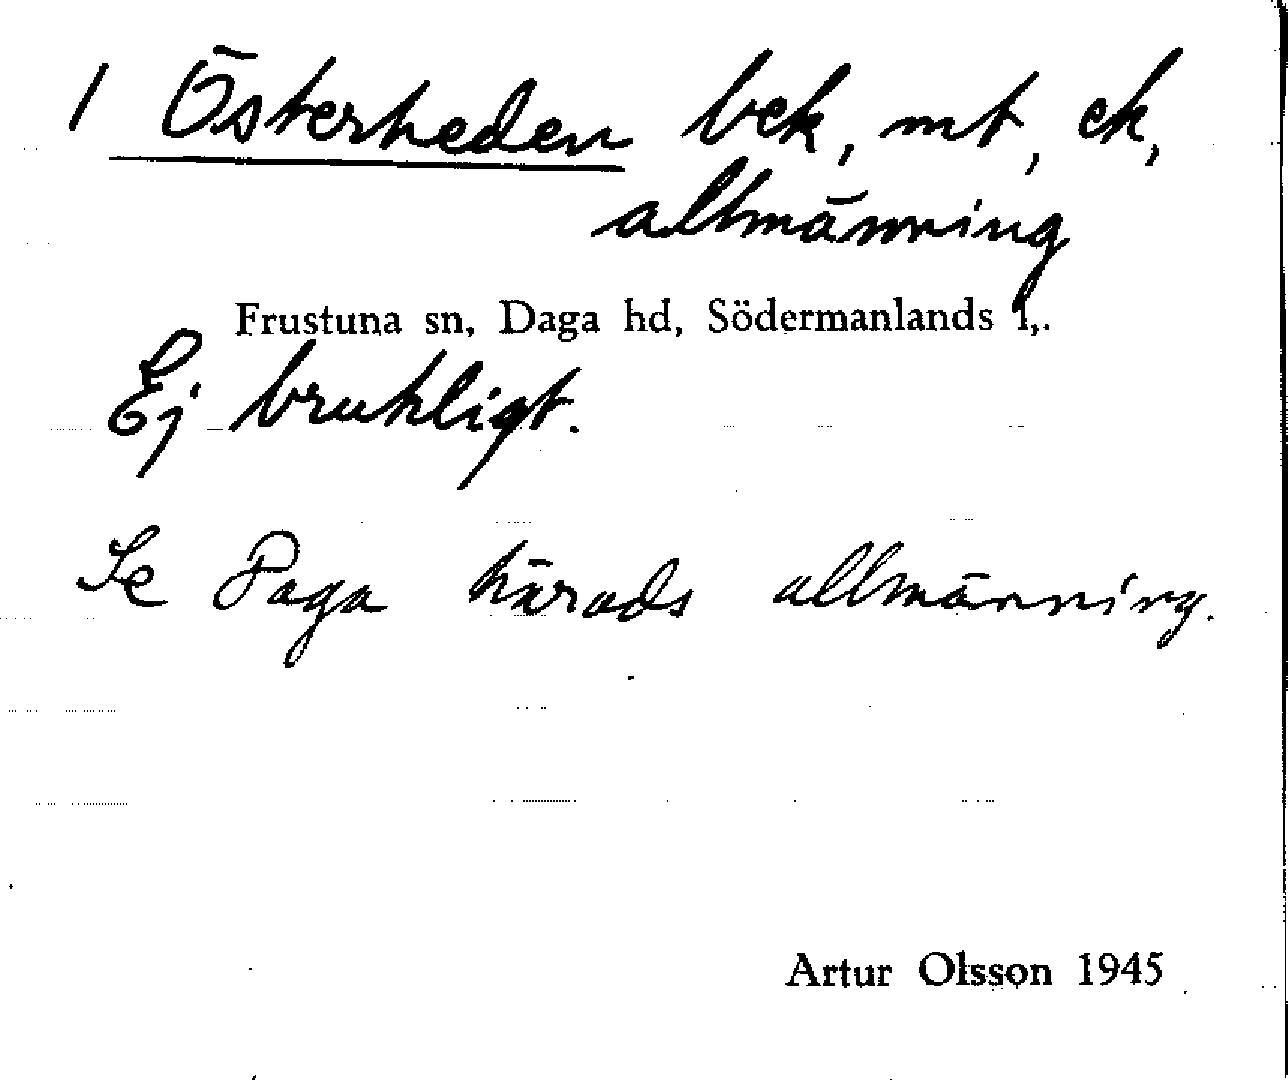 1 Österheden bek, mt, ek,
allmänning
Frustuna sn, Daga hd, Södermanlands l,.
Ej brukligt.
Se Daga härads allmänning.
Artur Olsson 1945